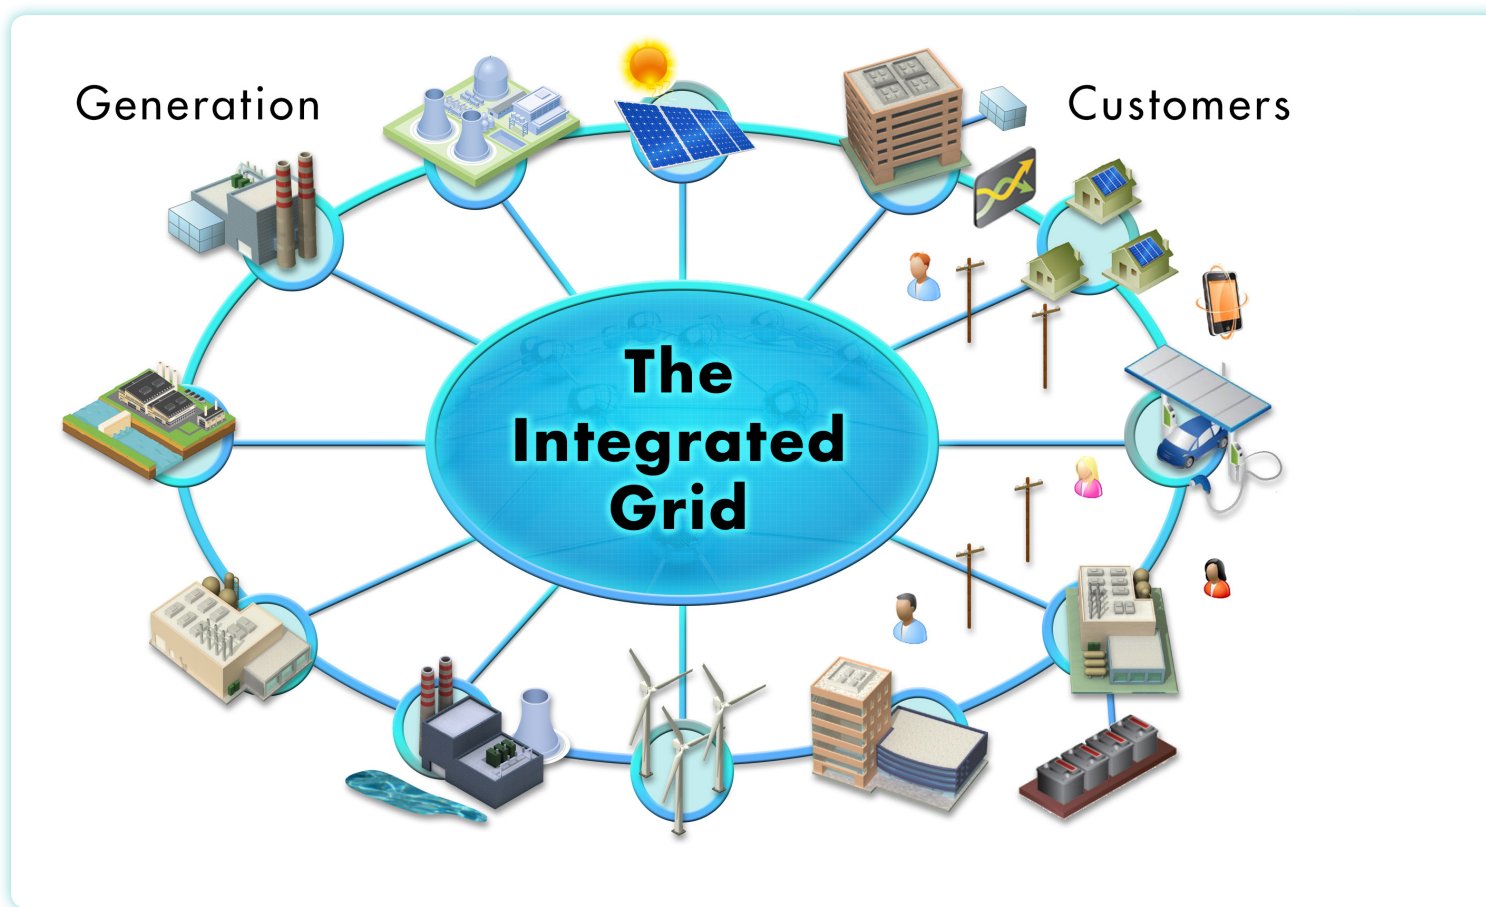 Generation
Customers
The
Integrated
Grid